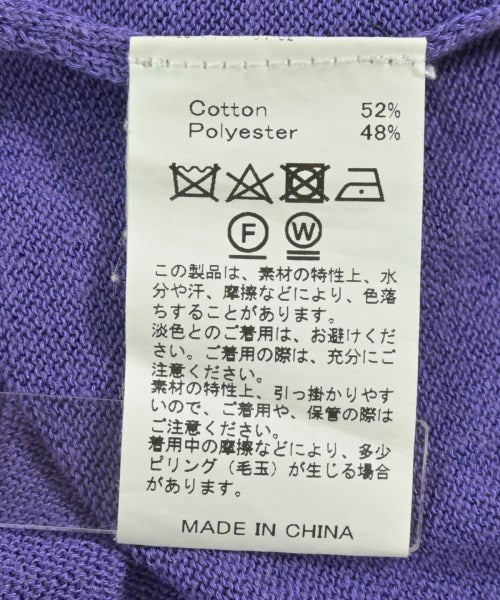 Cotton 52%
Polyester 48%
F W
この製品は、素材の特性上、水
分や汗、摩擦などにより、色落
ちすることがあります。
淡色とのご着用は、お避けくだ
さい。ご着用の際は、充分にご
注意ください。
素材の特性上、引っ掛かりやす
いので、ご着用や、保管の際は
ご注意ください。
着用中の摩擦などにより、多少
ピリング（毛玉）が生じる場合
があります。
MADE IN CHINA